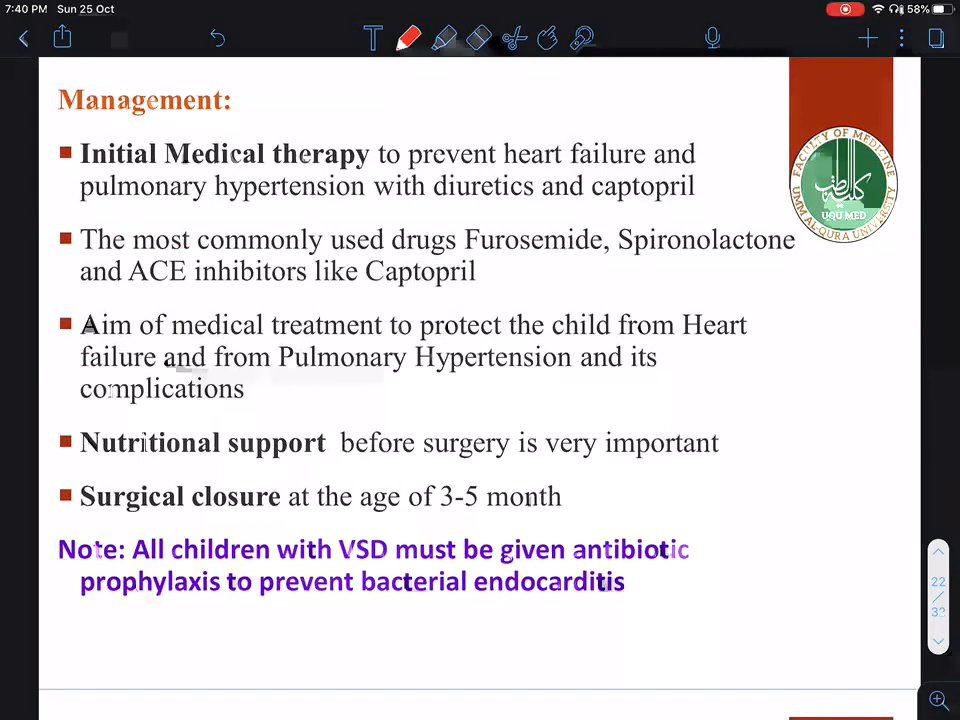 7:40 PM Sun 25 Oct
58%
Management:
Initial Medical therapy to prevent heart failure and
pulmonary hypertension with diuretics and captopril
The most commonly used drugs Furosemide, Spironolactone
and ACE inhibitors like Captopril
Aim of medical treatment to protect the child from Heart
failure and from Pulmonary Hypertension and its
complications
Nutritional support before surgery is very important
Surgical closure at the age of 3-5 month
Note: All children with VSD must be given antibiotic
prophylaxis to prevent bacterial endocarditis
FACULTY OF MEDICINE
UQU MED
UMM AL-QURA UNIVERSITY
22
/
32